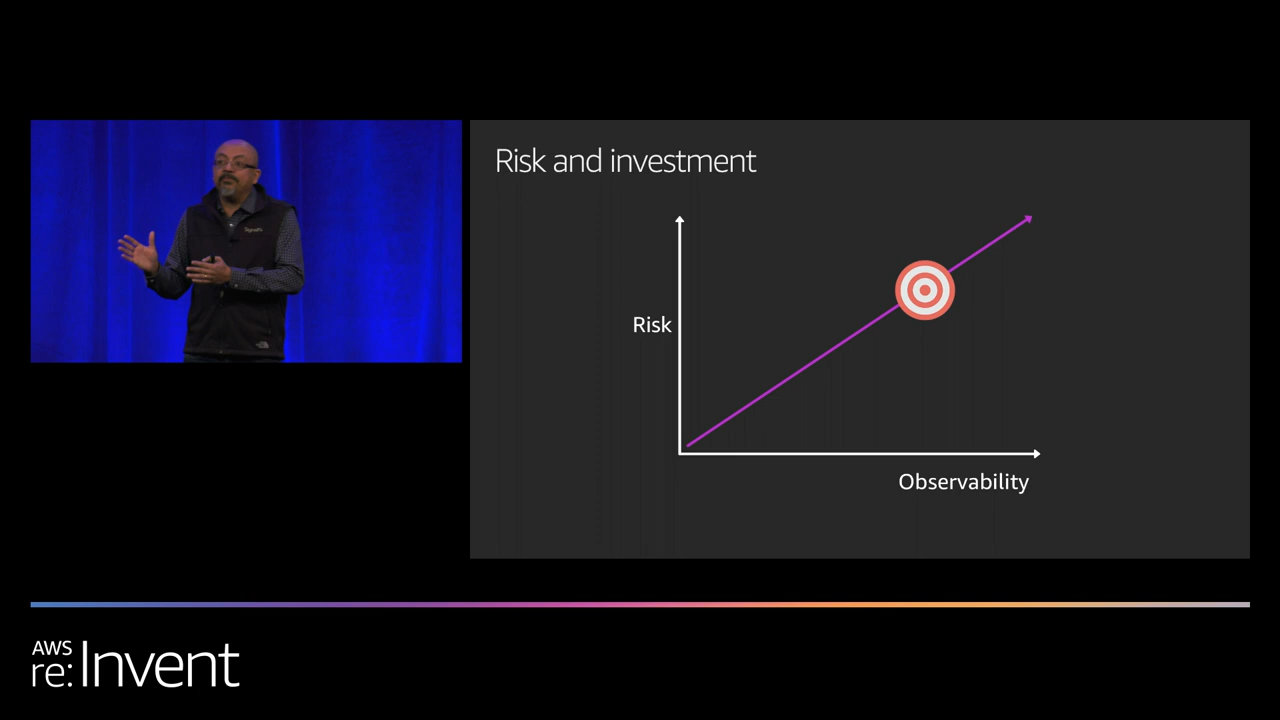 Risk and investment
Risk
Observability
AWS
re:Invent